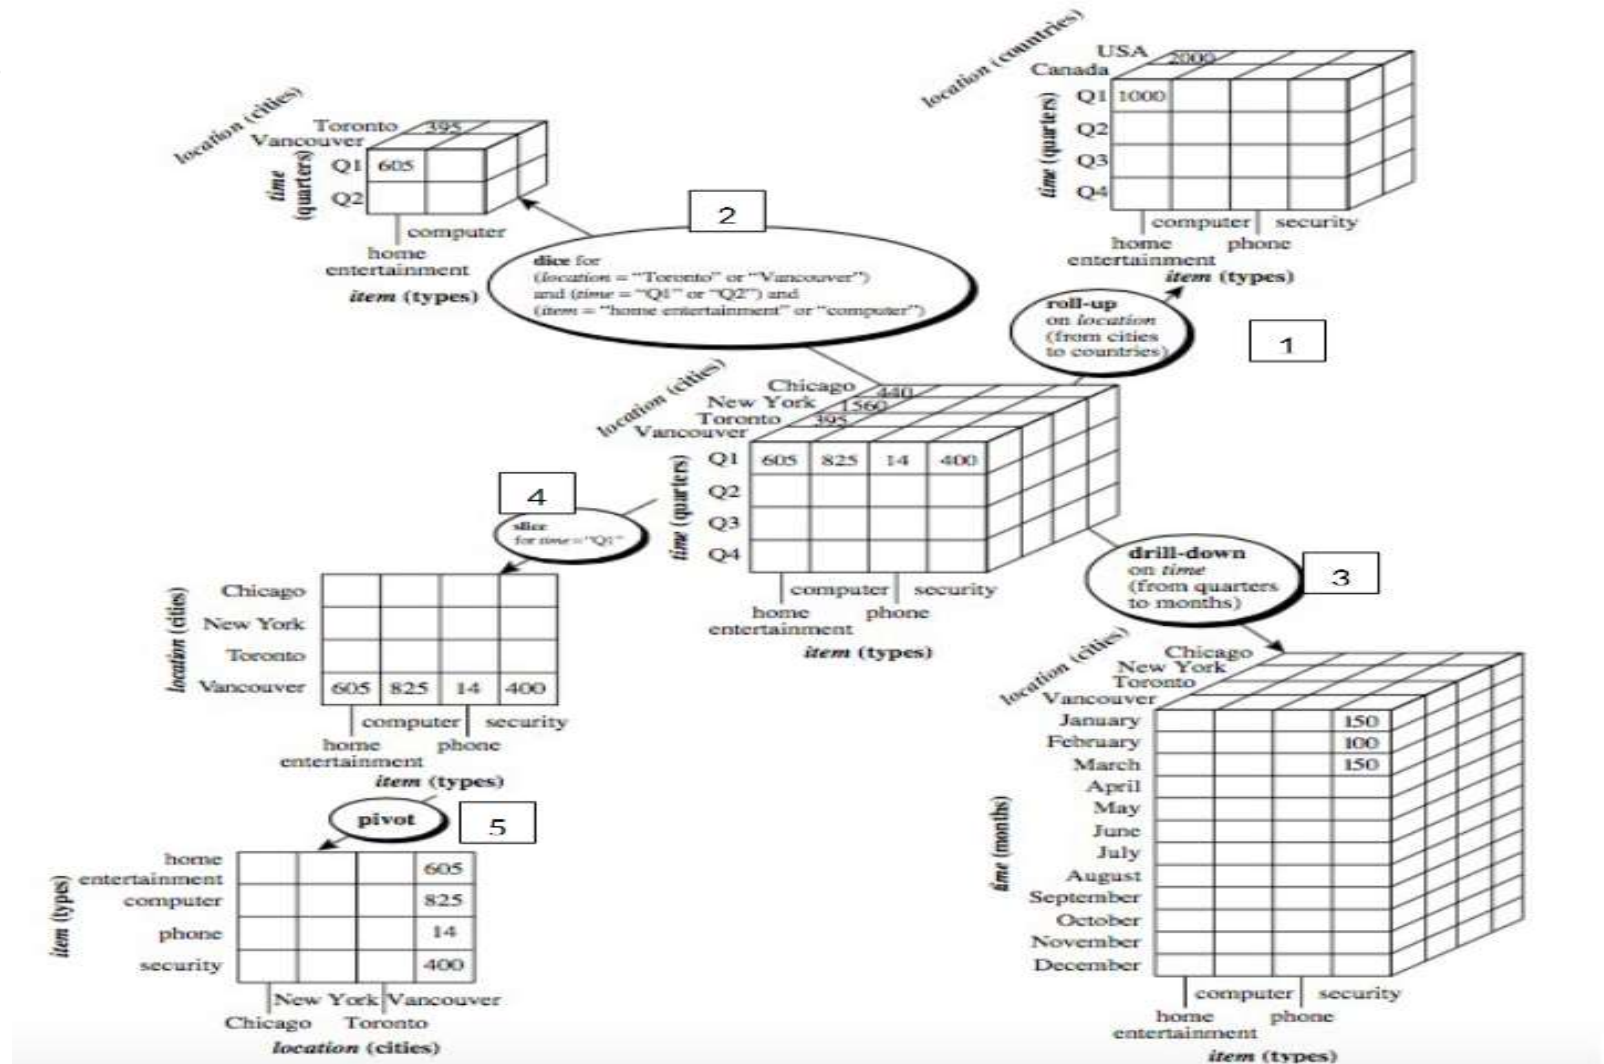 location (countries)
USA 2000
Canada
time (quarters)
Q1 1000
Q2
Q3
Q4
computer security
home phone
entertainment
item (types)
location (cities)
Toronto 395
Vancouver
time
(quarters)
Q1 605
Q2
computer
home
entertainment
item (types)
2
dice for
(location = “Toronto” or “Vancouver”)
and (time = “Q1” or “Q2”) and
(item = “home entertainment” or “computer”)
roll-up
on location
(from cities
to countries)
1
location (cities)
Chicago 440
New York 1560
Toronto 395
Vancouver
time (quarters)
Q1 605 825 14 400
Q2
Q3
Q4
computer security
home phone
entertainment
item (types)
4
slice
for time = “Q1”
drill-down
on time
(from quarters
to months)
3
location (cities)
Chicago
New York
Toronto
Vancouver 605 825 14 400
computer security
home phone
entertainment
item (types)
pivot
5
item (types)
home
entertainment 605
computer 825
phone 14
security 400
New York Vancouver
Chicago Toronto
location (cities)
location (cities)
Chicago
New York
Toronto
Vancouver
time (months)
January 150
February 100
March 150
April
May
June
July
August
September
October
November
December
computer security
home phone
entertainment
item (types)